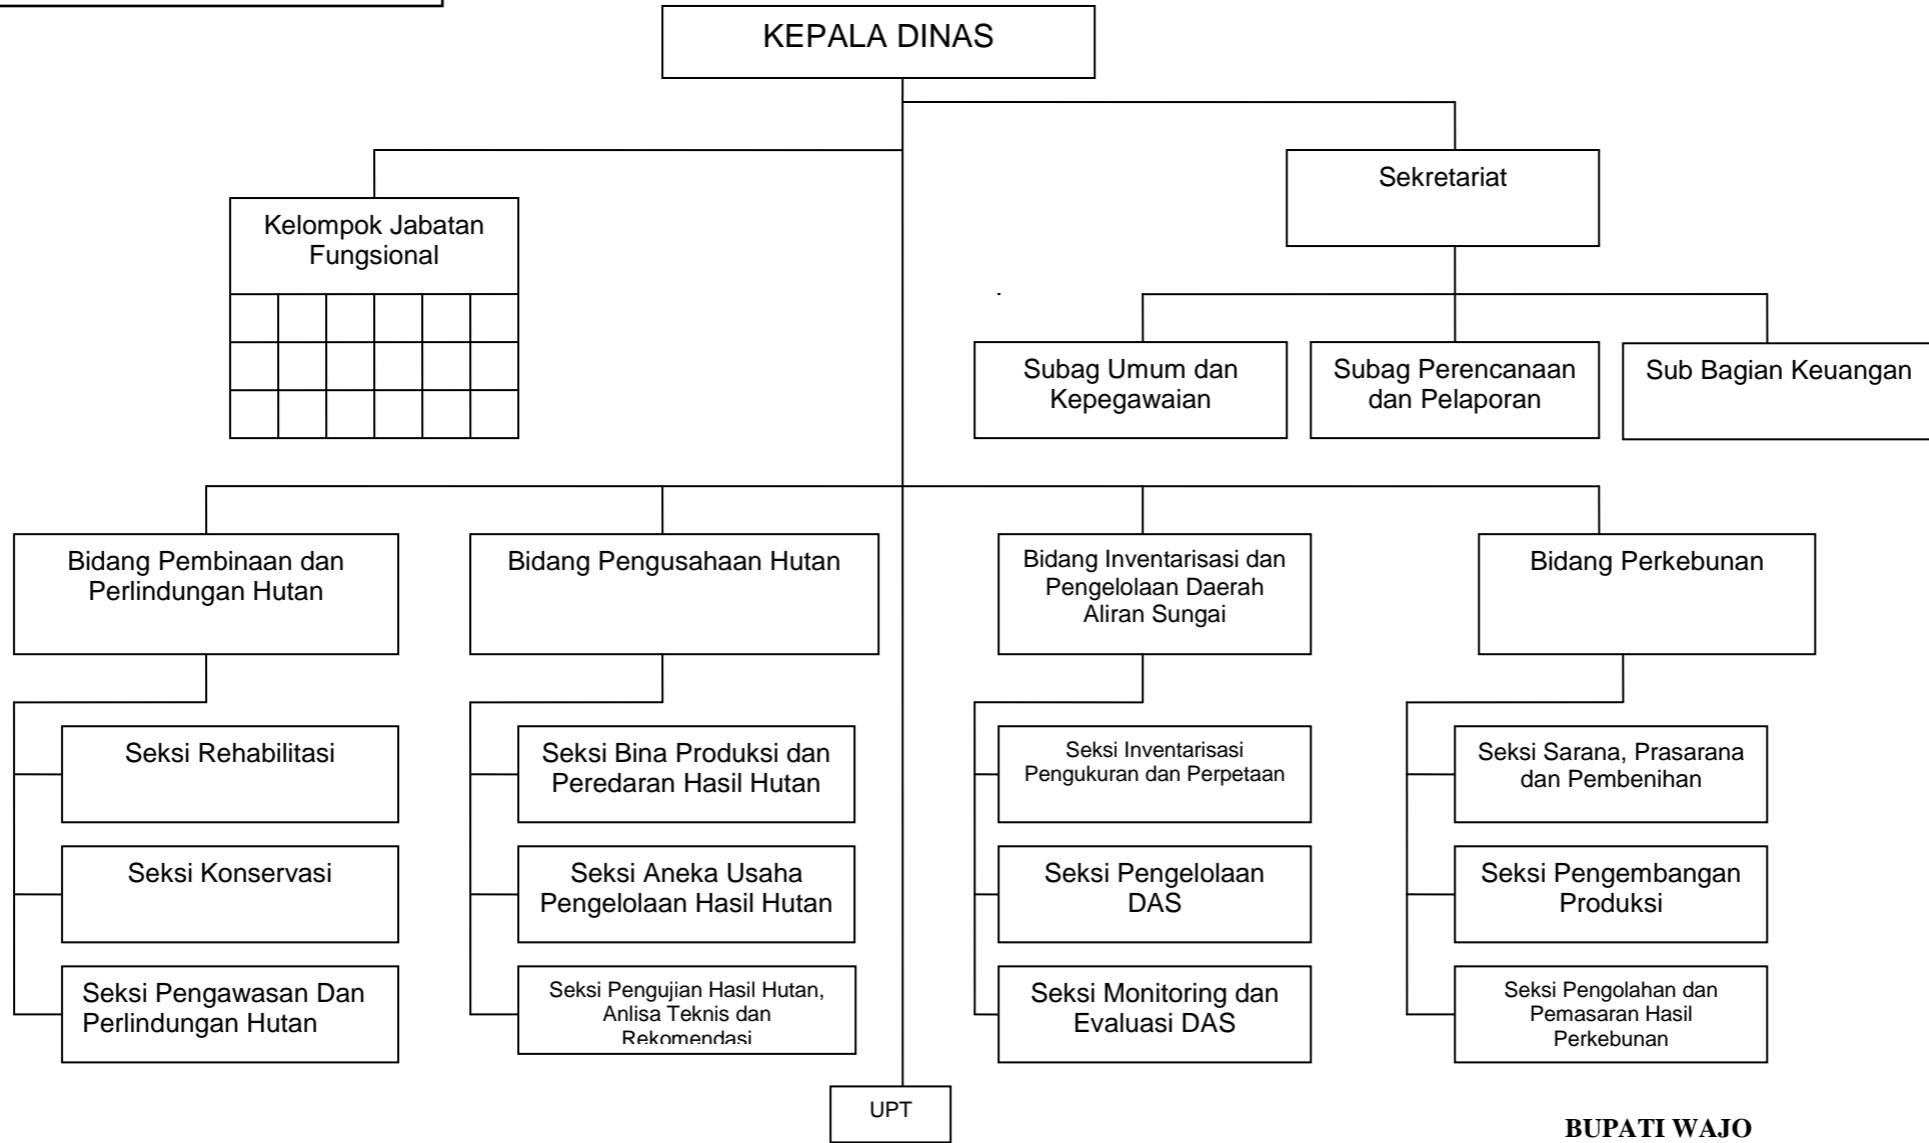 KEPALA DINAS
Sekretariat
Kelompok Jabatan
Fungsional
Subag Umum dan
Kepegawaian
Subag Perencanaan
dan Pelaporan
Sub Bagian Keuangan
Bidang Pembinaan dan
Perlindungan Hutan
Bidang Pengusahaan Hutan
Bidang Inventarisasi dan
Pengelolaan Daerah
Aliran Sungai
Bidang Perkebunan
Seksi Rehabilitasi
Seksi Bina Produksi dan
Peredaran Hasil Hutan
Seksi Inventarisasi
Pengukuran dan Perpetaan
Seksi Sarana, Prasarana
dan Pembenihan
Seksi Konservasi
Seksi Aneka Usaha
Pengelolaan Hasil Hutan
Seksi Pengelolaan
DAS
Seksi Pengembangan
Produksi
Seksi Pengawasan Dan
Perlindungan Hutan
Seksi Pengujian Hasil Hutan,
Anlisa Teknis dan
Rekomendasi
Seksi Monitoring dan
Evaluasi DAS
Seksi Pengolahan dan
Pemasaran Hasil
Perkebunan
UPT
BUPATI WAJO